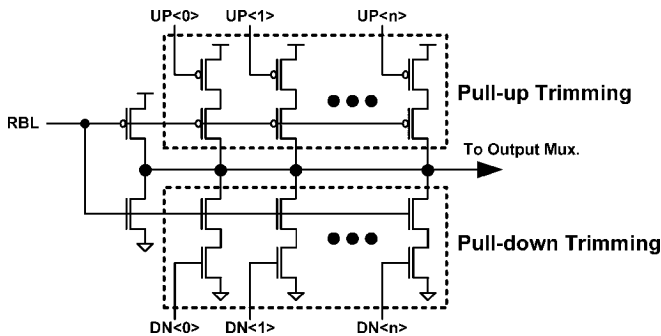 UP<0> UP<1> UP<n>
Pull-up Trimming
RBL
To Output Mux.
Pull-down Trimming
DN<0> DN<1> DN<n>